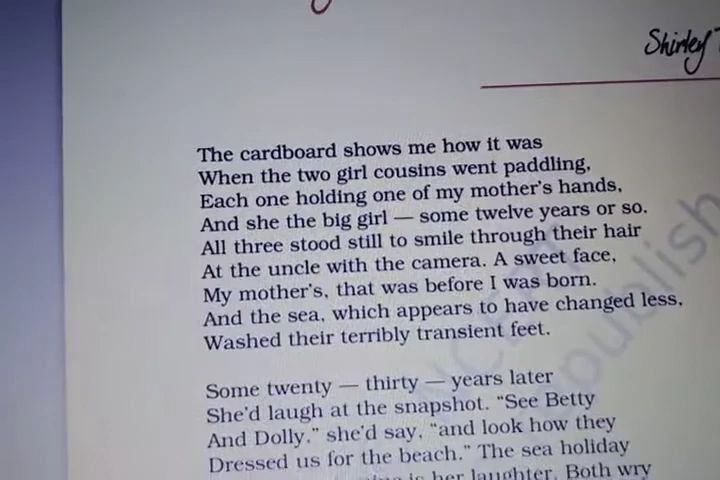 Shirley
The cardboard shows me how it was
When the two girl cousins went paddling,
Each one holding one of my mother's hands,
And she the big girl — some twelve years or so.
All three stood still to smile through their hair
At the uncle with the camera. A sweet face,
My mother's, that was before I was born.
And the sea, which appears to have changed less,
Washed their terribly transient feet.
Some twenty — thirty — years later
She'd laugh at the snapshot. “See Betty
And Dolly,” she'd say, “and look how they
Dressed us for the beach.” The sea holiday
is her laughter. Both wry